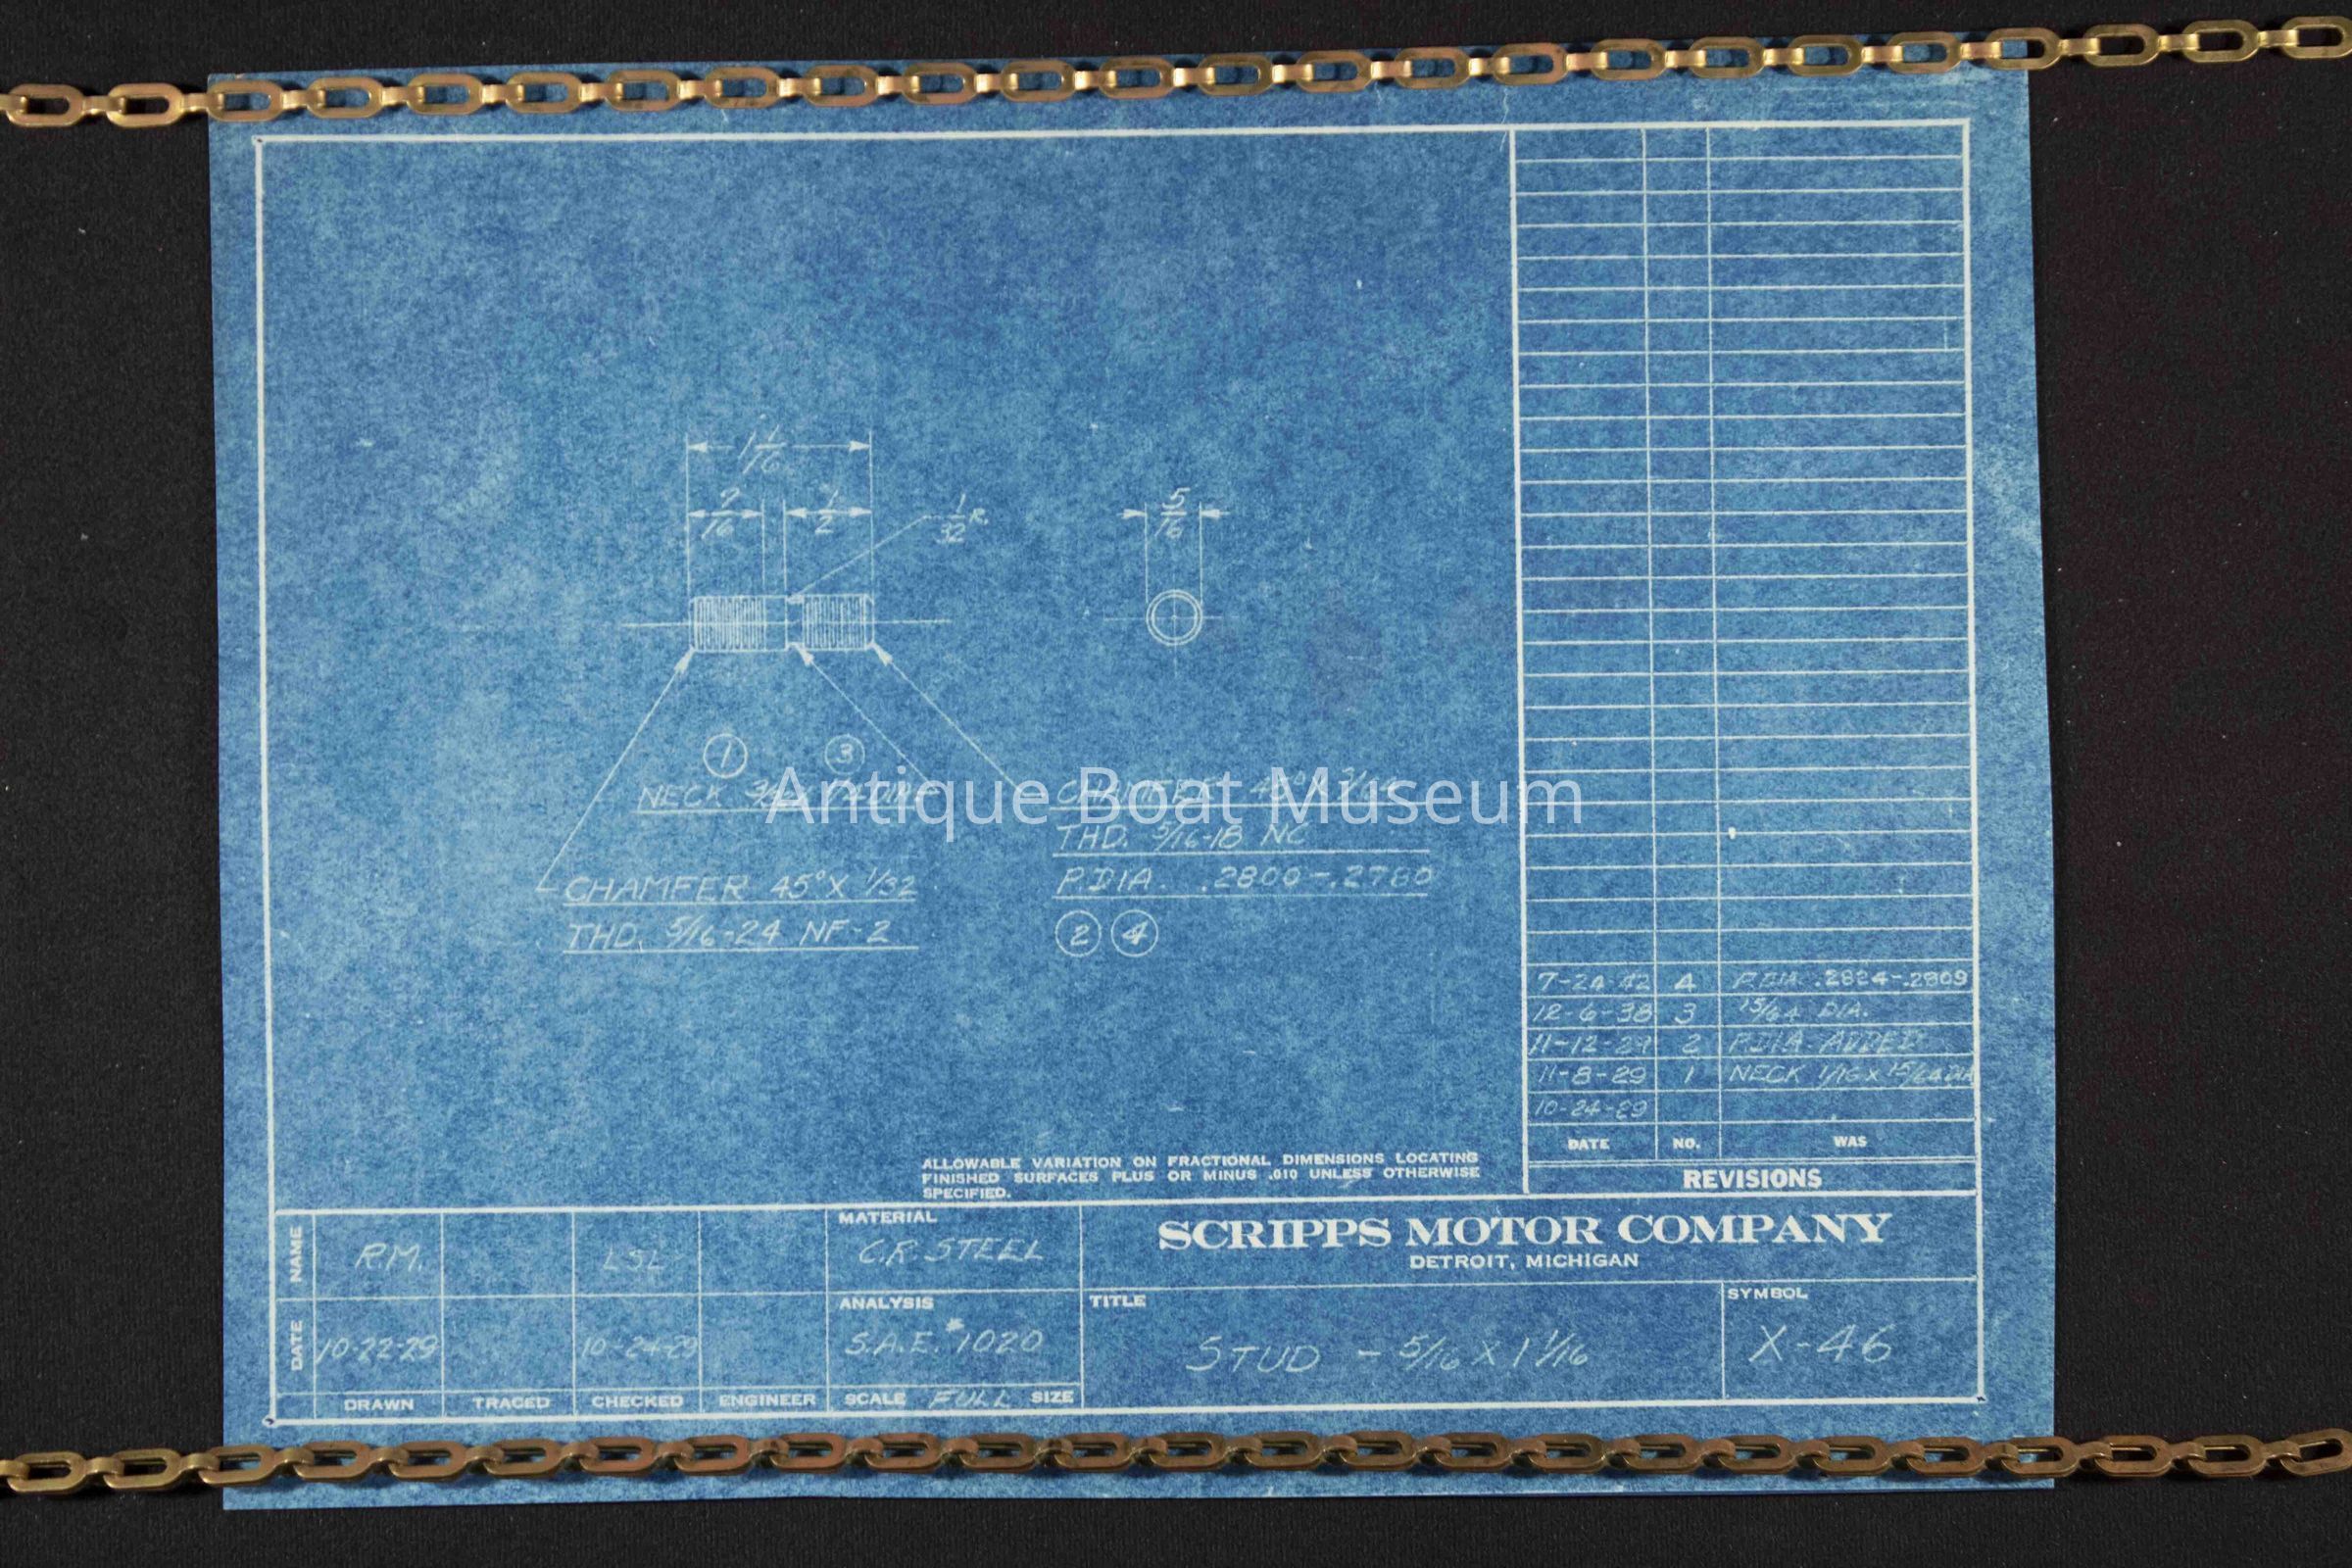 1 1/16
7/16
1/2
1/32 R.
5/16
1
3
NECK
Antique Boat Museum
CHAMFER 45° X
THD. 5/16-18 NC
P.DIA. .2800-.2780
2 4
CHAMFER 45° X 1/32
THD. 5/16-24 NF-2
7-24-42 4 P.DIA. .2824-.2809
12-6-38 3 15/64 DIA.
11-12-29 2 P.DIA. ADDED
11-8-29 1 NECK 1/16 X 15/64 DIA
10-24-29
DATE NO. WAS
REVISIONS
ALLOWABLE VARIATION ON FRACTIONAL DIMENSIONS LOCATING
FINISHED SURFACES PLUS OR MINUS .010 UNLESS OTHERWISE
SPECIFIED.
NAME
R.M.
LSL
MATERIAL
C.R. STEEL
SCRIPPS MOTOR COMPANY
DETROIT, MICHIGAN
DATE
10-22-29
10-24-29
ANALYSIS
S.A.E. #1020
TITLE
STUD - 5/16 X 1 1/16
SYMBOL
X-46
DRAWN TRACED CHECKED ENGINEER SCALE FULL SIZE